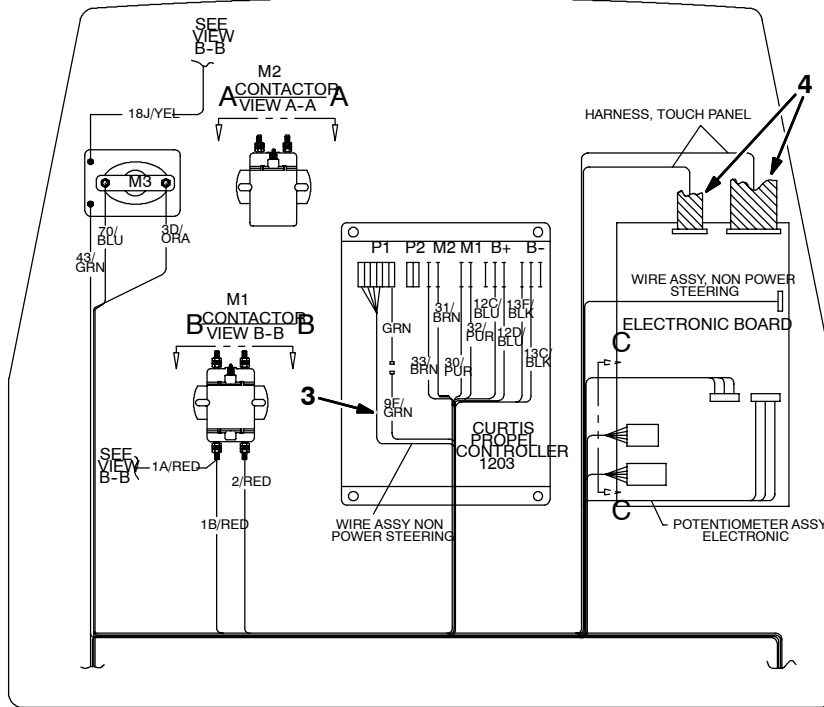 SEE
VIEW
B-B
M2
CONTACTOR
A VIEW A-A A
18J/YEL
4
HARNESS, TOUCH PANEL
M3
70/
BLU
3D/
ORA
43/
GRN
P1 P2 M2 M1 B+ B-
WIRE ASSY, NON POWER
STEERING
ELECTRONIC BOARD
M1
CONTACTOR
B VIEW B-B B
31/
BRN
12C/
BLU
13F/
BLK
GRN
32/
PUR
12D/
BLU
33/
BRN
30/
PUR
13C/
BLK
C
3
9F/
GRN
CURTIS
PROPEL
CONTROLLER
1203
SEE
VIEW
B-B
1A/RED
2/RED
1B/RED
WIRE ASSY NON
POWER STEERING
C
POTENTIOMETER ASSY
ELECTRONIC